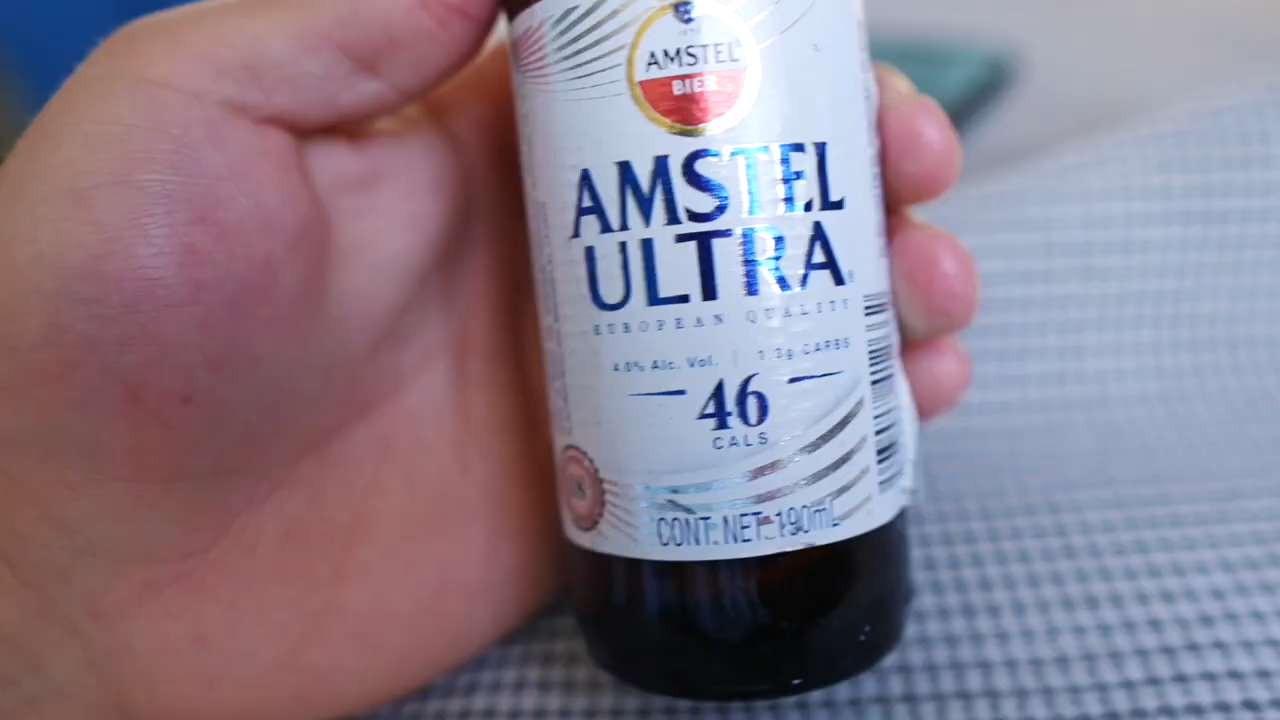 AMSTEL
BIER
AMSTEL
ULTRA
EUROPEAN QUALITY
4.0% Alc. Vol. | 1.3g CARBS
46
CALS
CONT. NET. 190mL